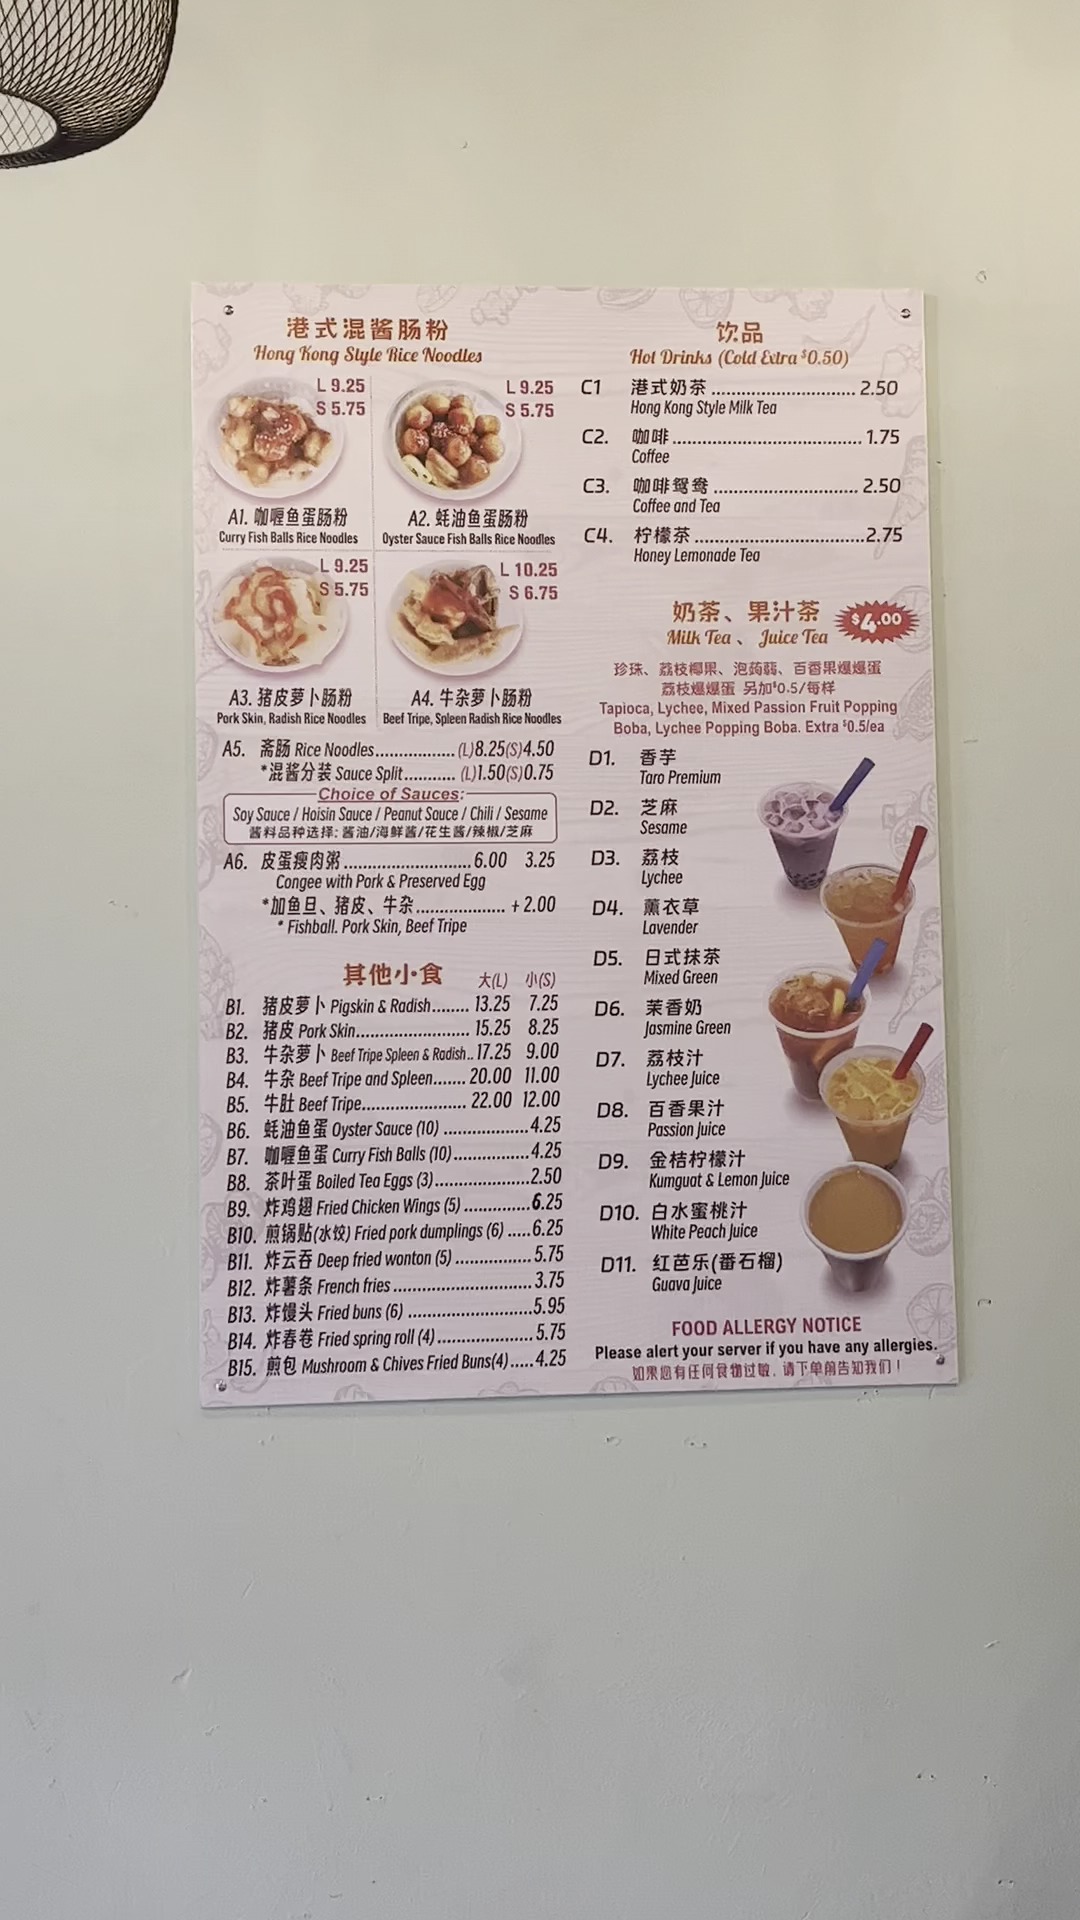 港式混酱肠粉
Hong Kong Style Rice Noodles
L 9.25
S 5.75
A1. 咖喱鱼蛋肠粉
Curry Fish Balls Rice Noodles
L 9.25
S 5.75
A2. 蚝油鱼蛋肠粉
Oyster Sauce Fish Balls Rice Noodles
L 9.25
S 5.75
A3. 猪皮萝卜肠粉
Pork Skin, Radish Rice Noodles
L 10.25
S 6.75
A4. 牛杂萝卜肠粉
Beef Tripe, Spleen Radish Rice Noodles
A5. 斋肠 Rice Noodles................ (L)8.25(S)4.50
*混酱分装 Sauce Split.......... (L)1.50(S)0.75
Choice of Sauces:
Soy Sauce / Hoisin Sauce / Peanut Sauce / Chili / Sesame
酱料品种选择: 酱油/海鲜酱/花生酱/辣椒/芝麻
A6. 皮蛋瘦肉粥..........................6.00 3.25
Congee with Pork & Preserved Egg
*加鱼旦、猪皮、牛杂.................. + 2.00
* Fishball. Pork Skin, Beef Tripe
其他小食 大(L) 小(S)
B1. 猪皮萝卜 Pigskin & Radish........ 13.25 7.25
B2. 猪皮 Pork Skin....................... 15.25 8.25
B3. 牛杂萝卜 Beef Tripe Spleen & Radish.. 17.25 9.00
B4. 牛杂 Beef Tripe and Spleen....... 20.00 11.00
B5. 牛肚 Beef Tripe...................... 22.00 12.00
B6. 蚝油鱼蛋 Oyster Sauce (10) .................4.25
B7. 咖喱鱼蛋 Curry Fish Balls (10)...............4.25
B8. 茶叶蛋 Boiled Tea Eggs (3)...................2.50
B9. 炸鸡翅 Fried Chicken Wings (5) ..............6.25
B10. 煎锅贴(水饺) Fried pork dumplings (6) .....6.25
B11. 炸云吞 Deep fried wonton (5) ................ 5.75
B12. 炸薯条 French fries .............................. 3.75
B13. 炸馒头 Fried buns (6) ..........................5.95
B14. 炸春卷 Fried spring roll (4)................... 5.75
B15. 煎包 Mushroom & Chives Fried Buns(4).....4.25
饮品
Hot Drinks (Cold Extra $0.50)
C1 港式奶茶 .......................... 2.50
Hong Kong Style Milk Tea
C2. 咖啡 ................................. 1.75
Coffee
C3. 咖啡鸳鸯 .......................... 2.50
Coffee and Tea
C4. 柠檬茶 ..............................2.75
Honey Lemonade Tea
奶茶、果汁茶 $4.00
Milk Tea 、 Juice Tea
珍珠、荔枝椰果、泡蒟蒻、百香果爆爆蛋
荔枝爆爆蛋 另加$0.5/每样
Tapioca, Lychee, Mixed Passion Fruit Popping
Boba, Lychee Popping Boba. Extra $0.5/ea
D1. 香芋
Taro Premium
D2. 芝麻
Sesame
D3. 荔枝
Lychee
D4. 薰衣草
Lavender
D5. 日式抹茶
Mixed Green
D6. 茉香奶
Jasmine Green
D7. 荔枝汁
Lychee Juice
D8. 百香果汁
Passion Juice
D9. 金桔柠檬汁
Kumguat & Lemon Juice
D10. 白水蜜桃汁
White Peach Juice
D11. 红芭乐(番石榴)
Guava Juice
FOOD ALLERGY NOTICE
Please alert your server if you have any allergies.
如果您有任何食物过敏，请下单前告知我们！